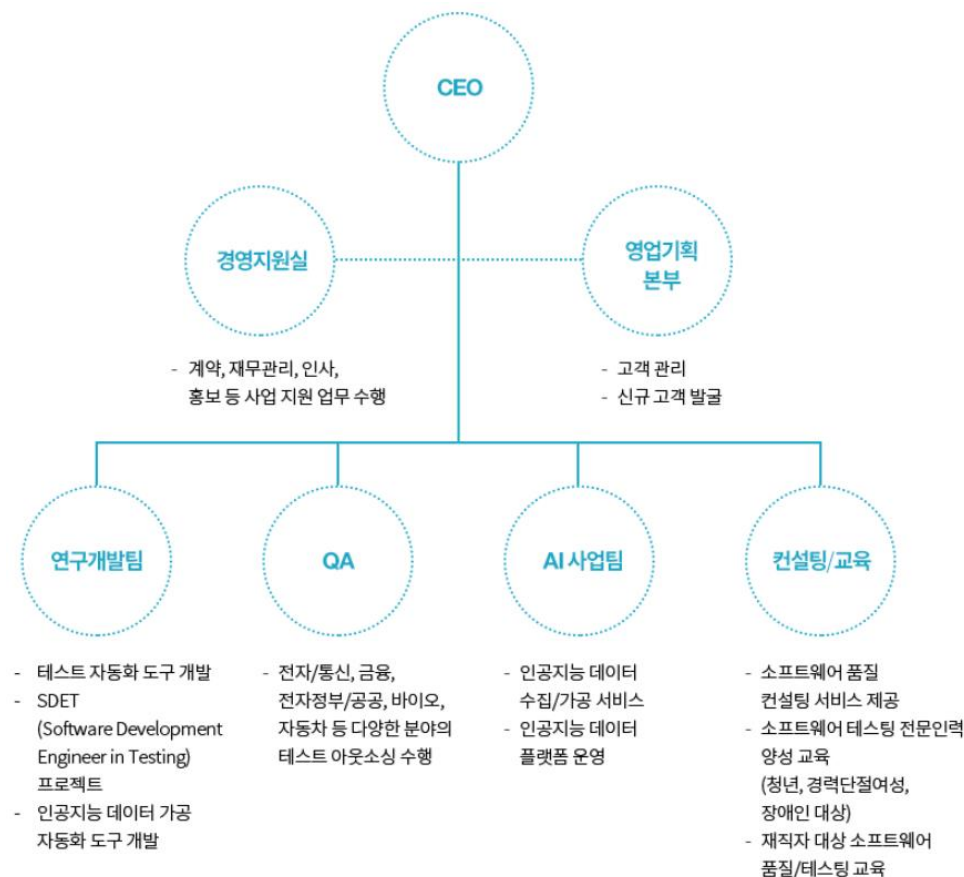 CEO
경영지원실
영업기획
본부
- 계약, 재무관리, 인사,
홍보 등 사업 지원 업무 수행
- 고객 관리
- 신규 고객 발굴
연구개발팀
QA
AI 사업팀
컨설팅/교육
- 테스트 자동화 도구 개발
- SDET
(Software Development
Engineer in Testing)
프로젝트
- 인공지능 데이터 가공
자동화 도구 개발
- 전자/통신, 금융,
전자정부/공공, 바이오,
자동차 등 다양한 분야의
테스트 아웃소싱 수행
- 인공지능 데이터
수집/가공 서비스
- 인공지능 데이터
플랫폼 운영
- 소프트웨어 품질
컨설팅 서비스 제공
- 소프트웨어 테스팅 전문인력
양성 교육
(청년, 경력단절여성,
장애인 대상)
- 재직자 대상 소프트웨어
품질/테스팅 교육